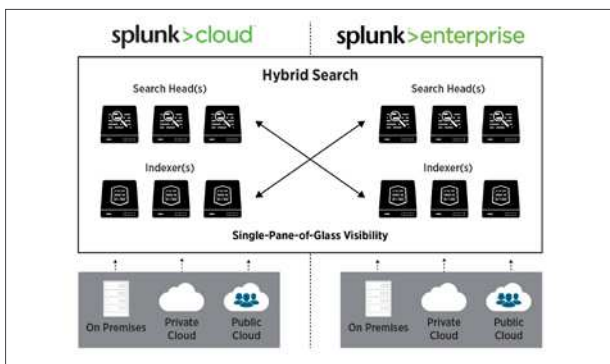 splunk>cloud
splunk>enterprise
Hybrid Search
Search Head(s)
Search Head(s)
Indexer(s)
Indexer(s)
Single-Pane-of-Glass Visibility
On Premises
Private Cloud
Public Cloud
On Premises
Private Cloud
Public Cloud